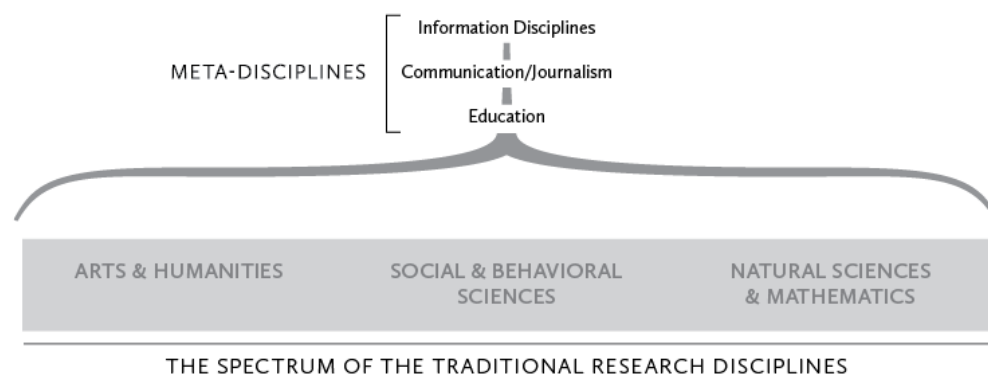 Information Disciplines
META-DISCIPLINES
Communication/Journalism
Education
ARTS & HUMANITIES
SOCIAL & BEHAVIORAL
SCIENCES
NATURAL SCIENCES
& MATHEMATICS
THE SPECTRUM OF THE TRADITIONAL RESEARCH DISCIPLINES